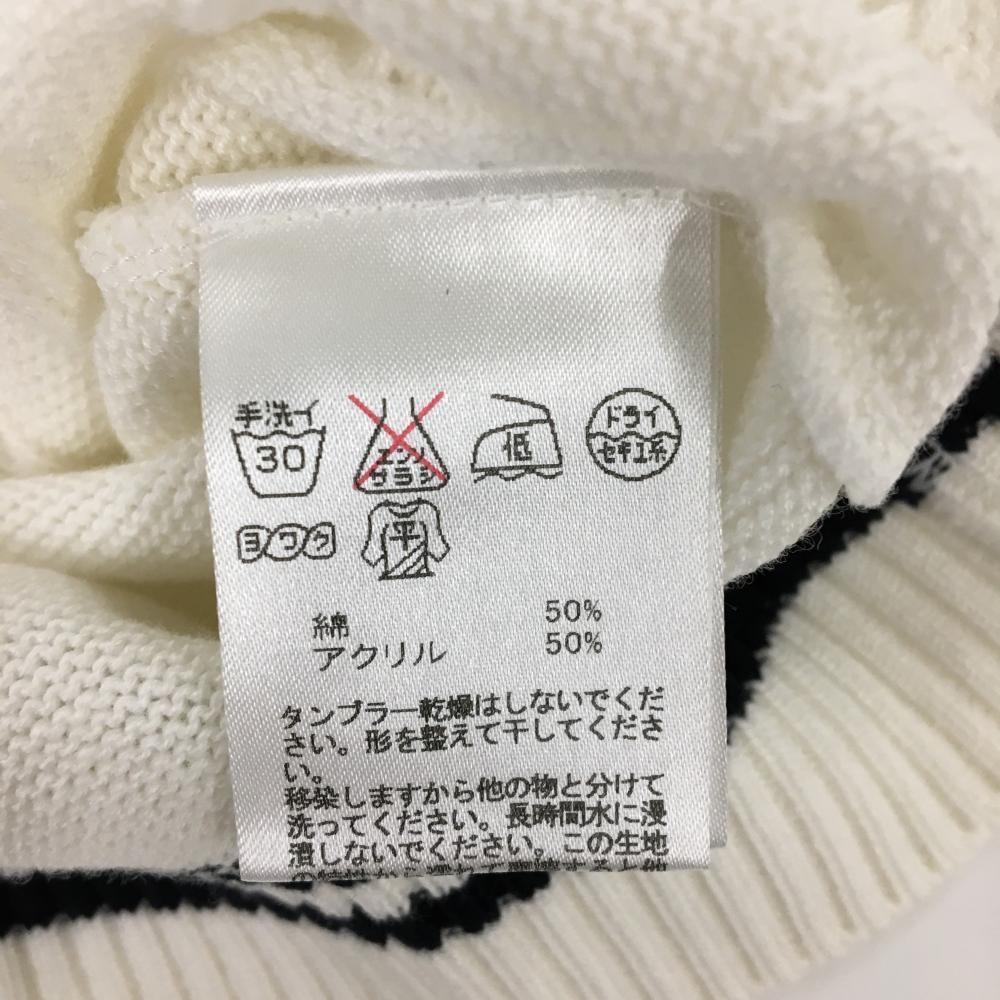 手洗イ
30
エンソ
サラシ
低
ドライ
セキユ系
ヨワク
平
綿 50%
アクリル 50%
タンブラー乾燥はしないでくだ
さい。形を整えて干してくださ
い。
移染しますから他の物と分けて
洗ってください。長時間水に浸
漬しないでください。この生地